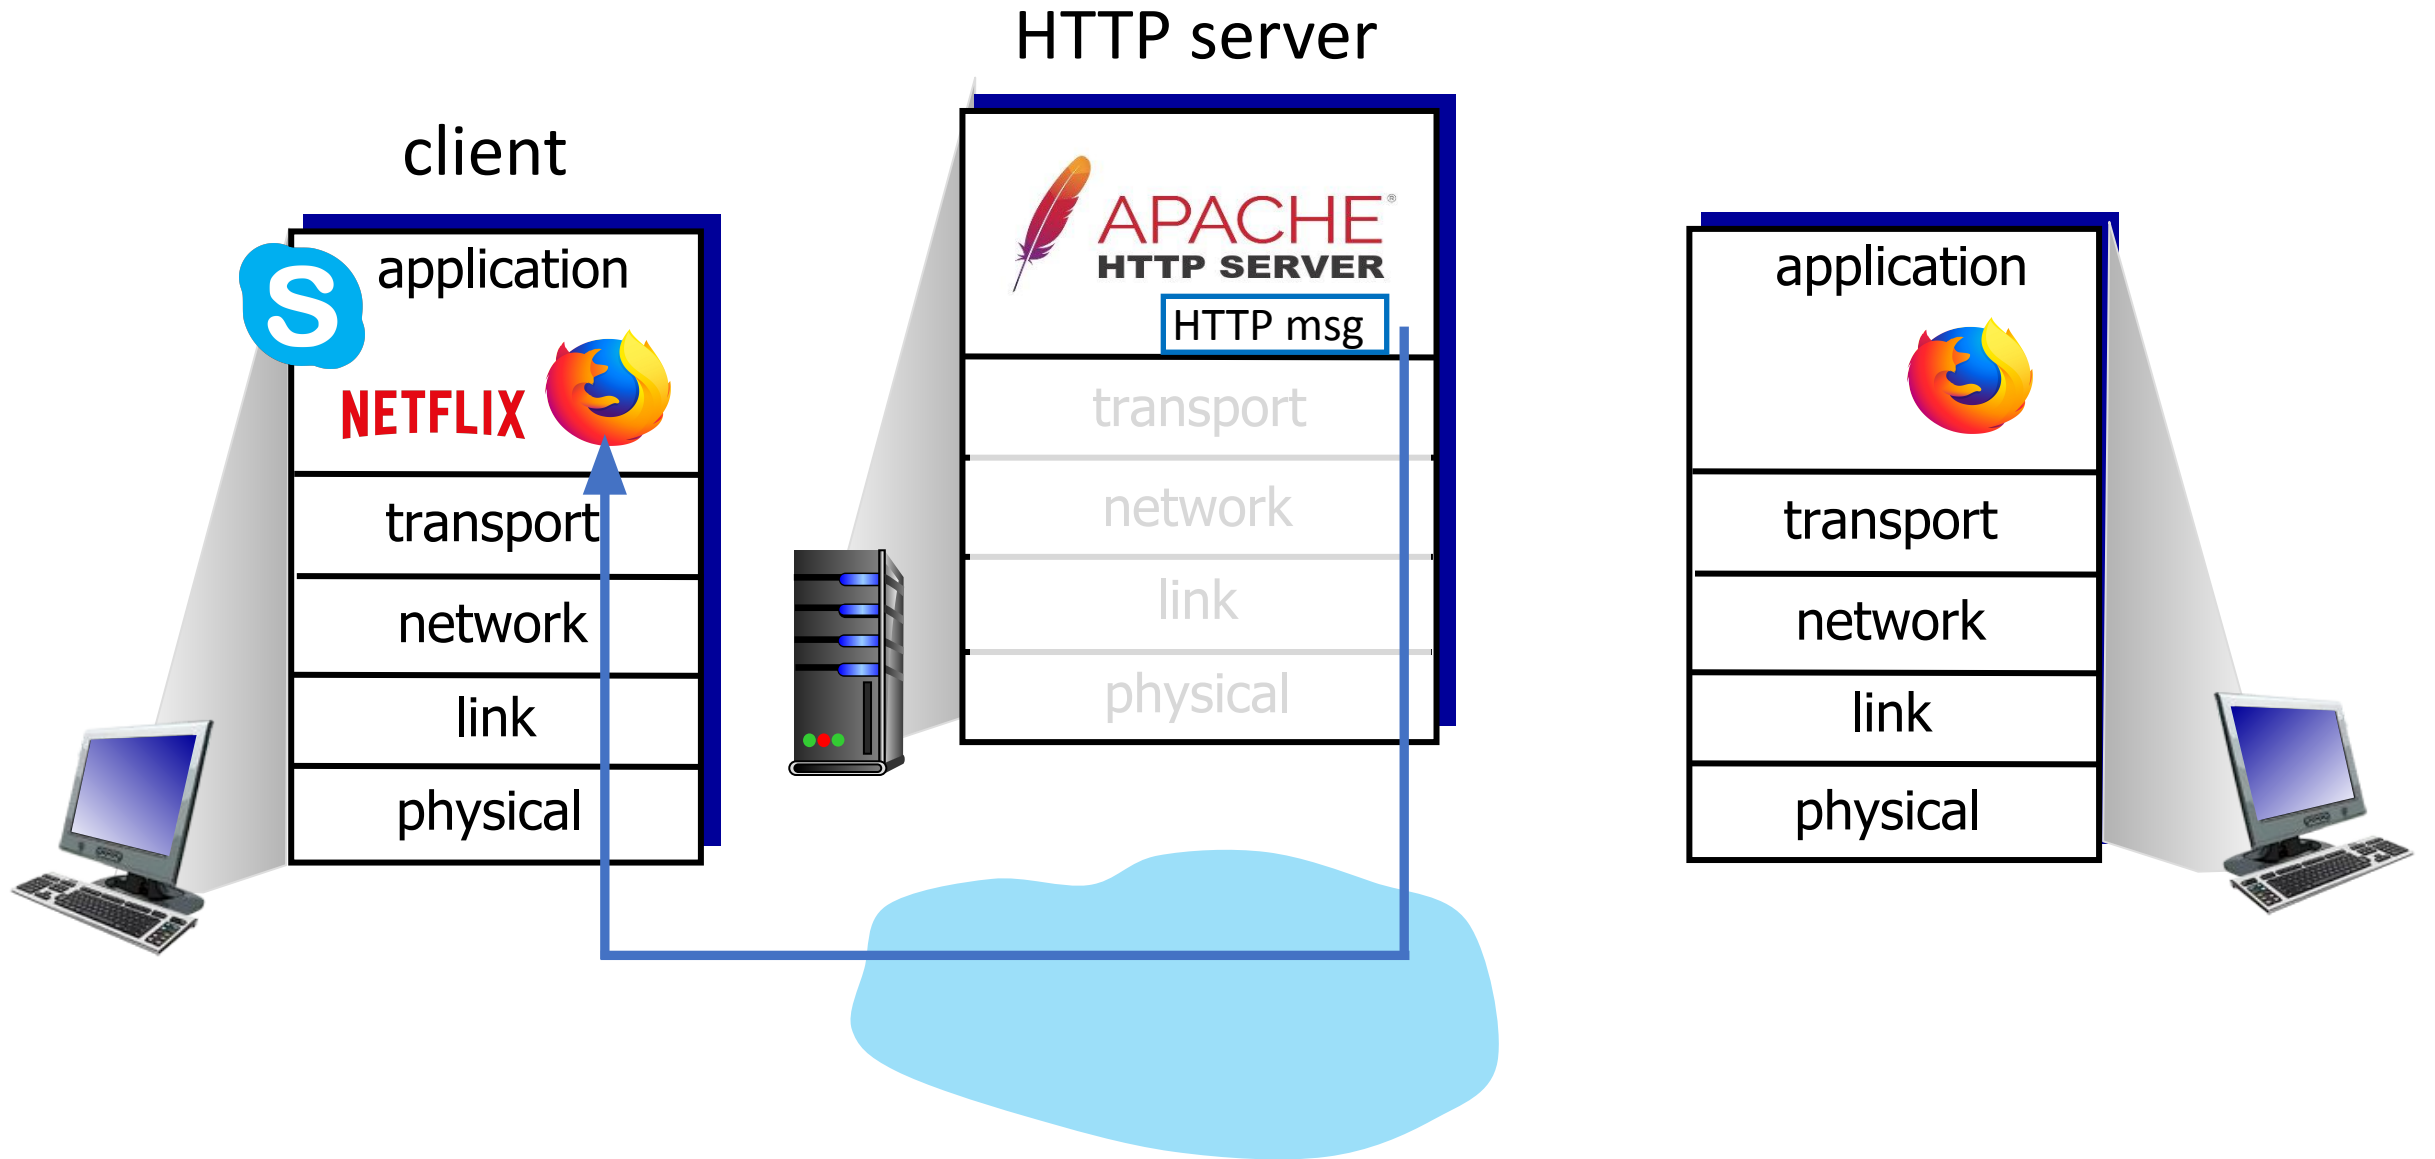 HTTP server
client
application
S
NETFLIX
transport
network
link
physical
APACHE®
HTTP SERVER
HTTP msg
transport
network
link
physical
application
transport
network
link
physical